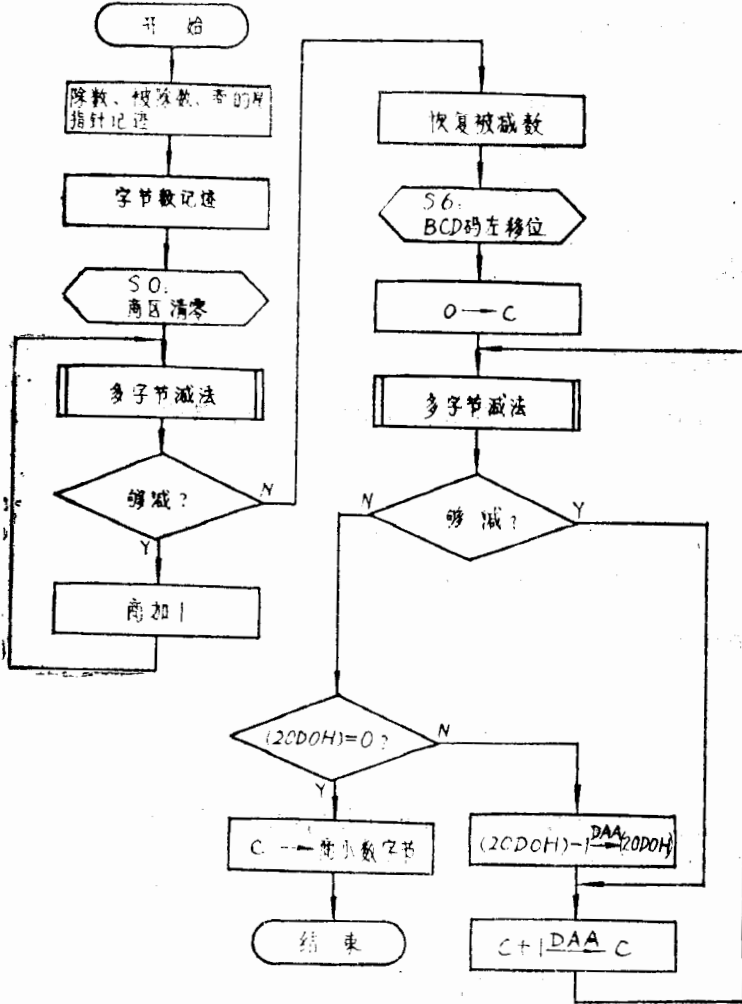 开始
除数、被除数、商的
指针记迹
字节数记迹
S0:
商区清零
多字节减法
够减?
N
Y
商加1
恢复被减数
S6:
BCD码左移位
0→C
多字节减法
够减?
N
Y
(20D0H)=0?
N
Y
C→商小数字节
结束
(20D0H)-1 DAA→(20D0H)
C+1 DAA→ C